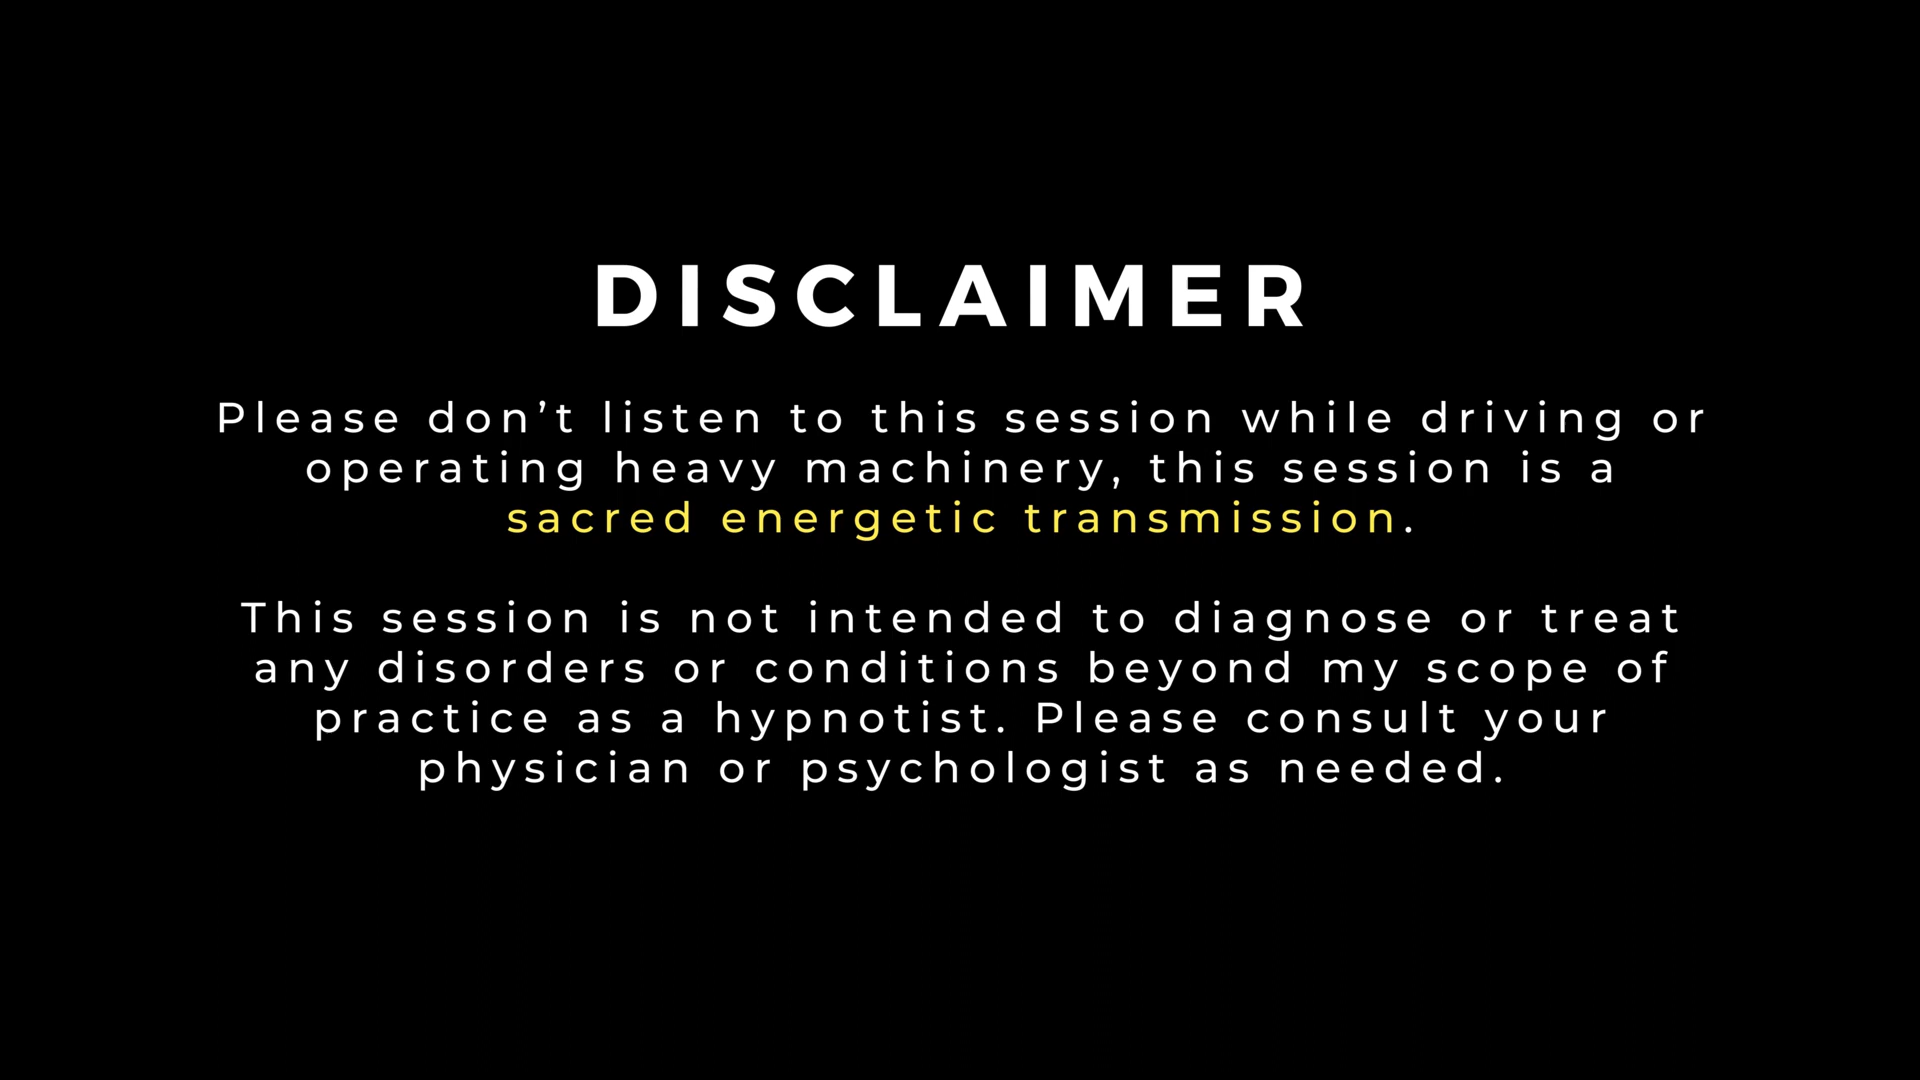 DISCLAIMER
Please don’t listen to this session while driving or
operating heavy machinery, this session is a
sacred energetic transmission.
This session is not intended to diagnose or treat
any disorders or conditions beyond my scope of
practice as a hypnotist. Please consult your
physician or psychologist as needed.